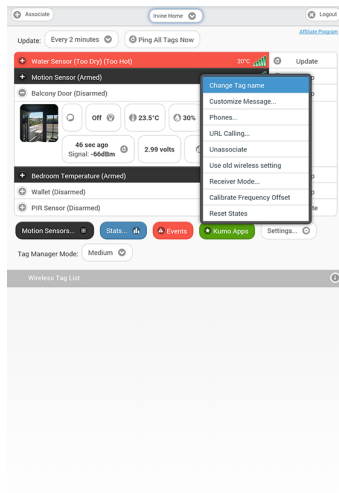 Associate
Irvine Home
Logout
Affiliate Program
Update:
Every 2 minutes
Ping All Tags Now
Water Sensor (Too Dry) (Too Hot)
20°C
Update
Motion Sensor (Armed)
Balcony Door (Disarmed)
Off
23.5°C
30%
46 sec ago
Signal: -66dBm
2.99 volts
Change Tag name
Customize Message...
Phones...
URL Calling...
Unassociate
Use old wireless setting
Receiver Mode...
Calibrate Frequency Offset
Reset States
Bedroom Temperature (Armed)
Wallet (Disarmed)
PIR Sensor (Disarmed)
Motion Sensors...
Stats...
Events
Kumo Apps
Settings...
Tag Manager Mode:
Medium
Wireless Tag List